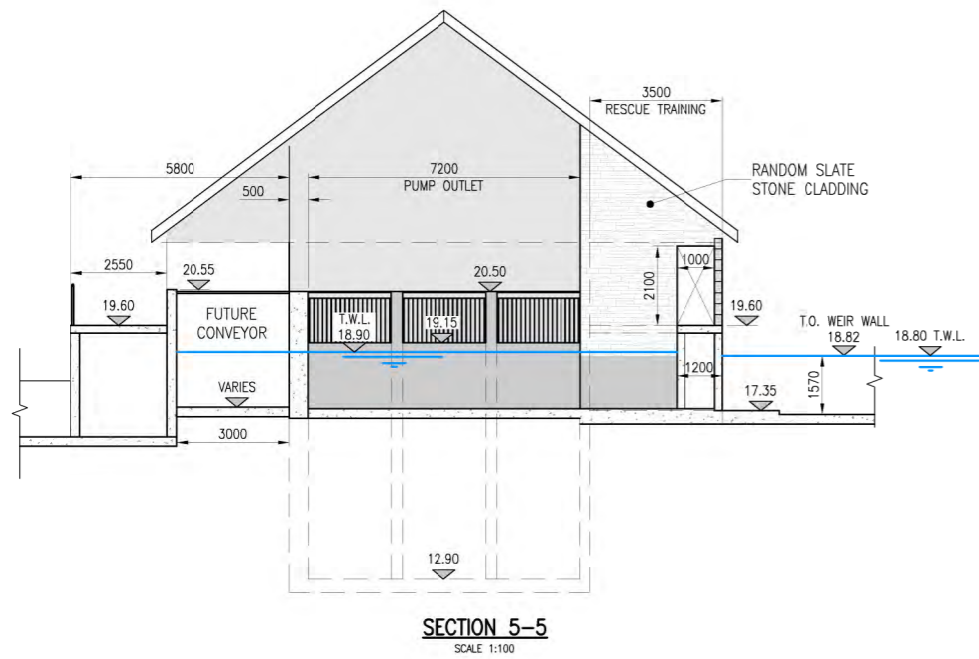 3500
RESCUE TRAINING
5800
7200
PUMP OUTLET
500
RANDOM SLATE
STONE CLADDING
2550
20.55
20.50
1000
2100
19.60
FUTURE
CONVEYOR
T.W.L.
18.90
19.15
19.60
T.O. WEIR WALL
18.82
18.80 T.W.L.
VARIES
1200
17.35
1570
3000
12.90
SECTION 5-5
SCALE 1:100